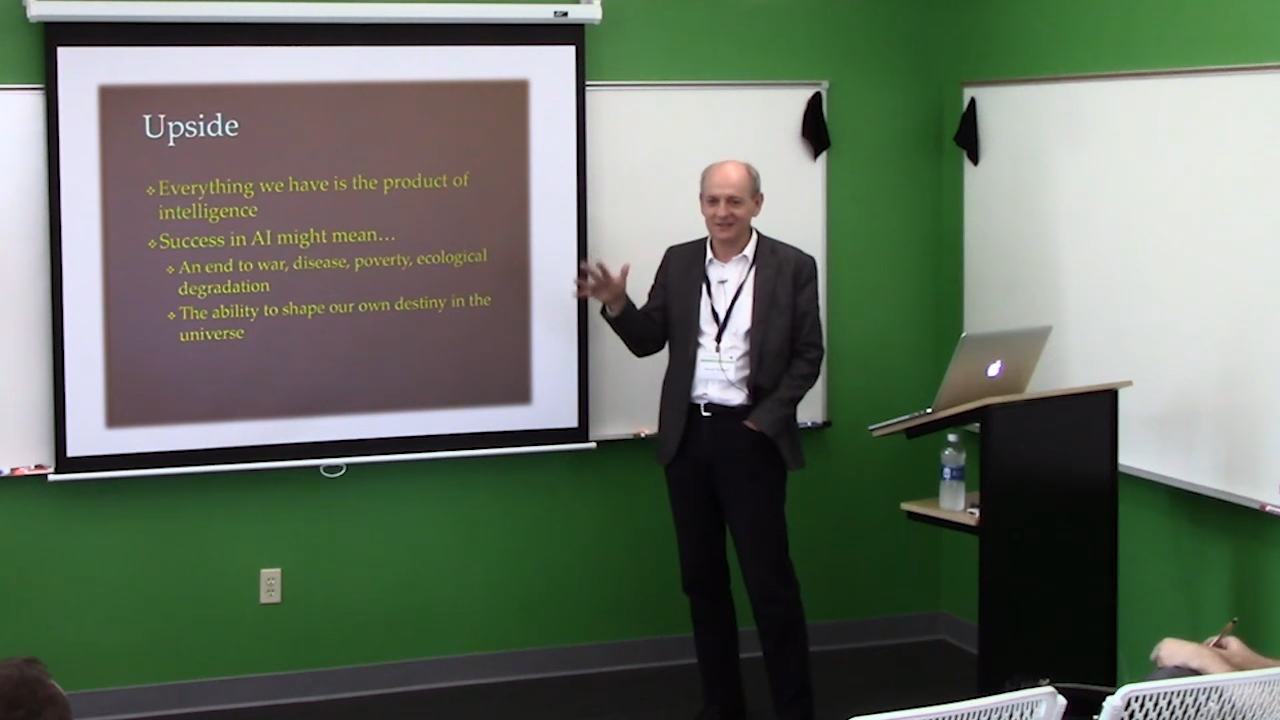 Upside
Everything we have is the product of
intelligence
Success in AI might mean…
An end to war, disease, poverty, ecological
degradation
The ability to shape our own destiny in the
universe